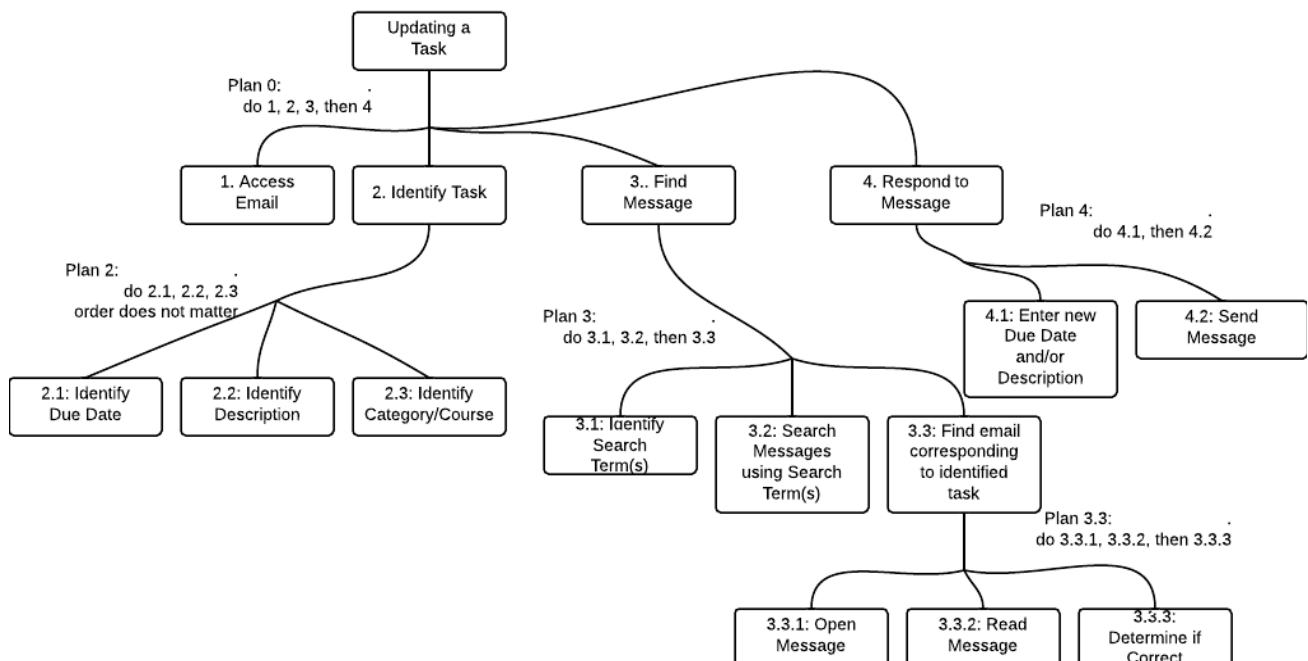 Updating a
Task
Plan 0: .
do 1, 2, 3, then 4
1. Access
Email
2. Identify Task
3.. Find
Message
4. Respond to
Message
Plan 2: .
do 2.1, 2.2, 2.3
order does not matter
2.1: Identify
Due Date
2.2: Identify
Description
2.3: Identify
Category/Course
Plan 3: .
do 3.1, 3.2, then 3.3
3.1: Identify
Search
Term(s)
3.2: Search
Messages
using Search
Term(s)
3.3: Find email
corresponding
to identified
task
Plan 4: .
do 4.1, then 4.2
4.1: Enter new
Due Date
and/or
Description
4.2: Send
Message
Plan 3.3: .
do 3.3.1, 3.3.2, then 3.3.3
3.3.1: Open
Message
3.3.2: Read
Message
3.3.3:
Determine if
Correct